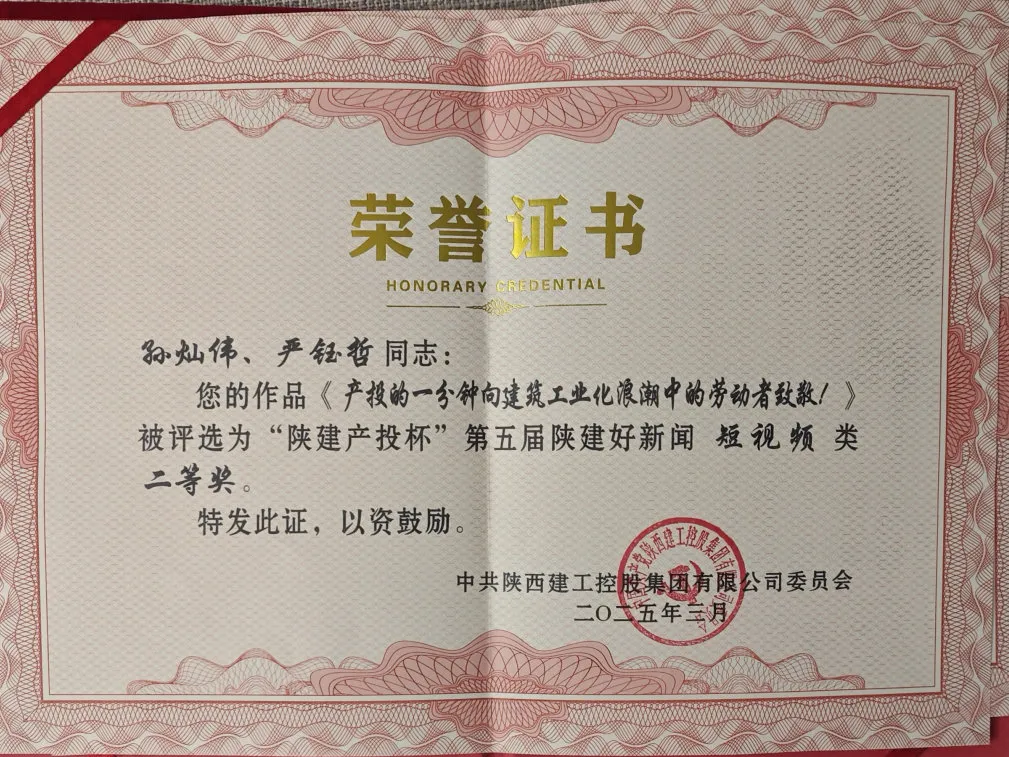 荣誉证书
HONORARY CREDENTIAL
孙灿伟、严钰哲 同志：
您的作品《产投的一分钟向建筑工业化浪潮中的劳动者致敬！》
被评选为“陕建产投杯”第五届陕建好新闻 短视频 类
二等奖。
特发此证，以资鼓励。
中共陕西建工控股集团有限公司委员会
二〇二五年三月